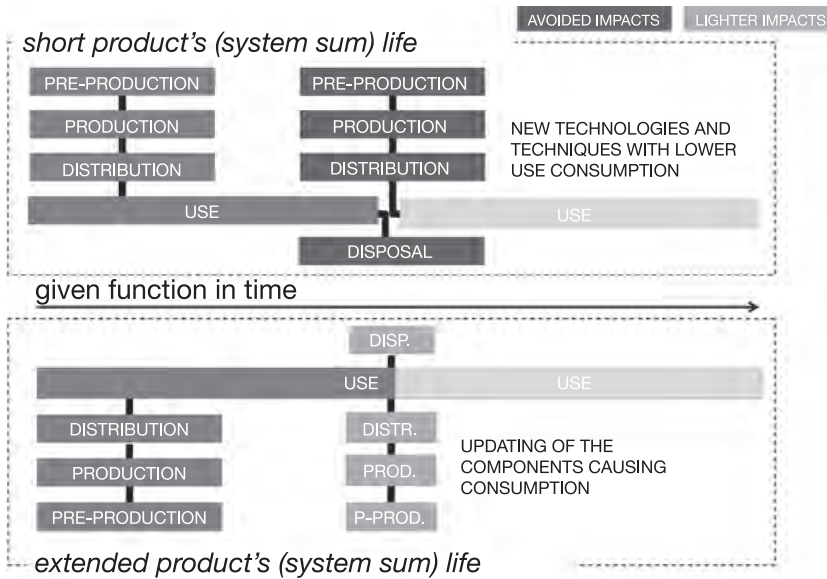 AVOIDED IMPACTS
LIGHTER IMPACTS
short product's (system sum) life
PRE-PRODUCTION
PRE-PRODUCTION
PRODUCTION
PRODUCTION
NEW TECHNOLOGIES AND
TECHNIQUES WITH LOWER
USE CONSUMPTION
DISTRIBUTION
DISTRIBUTION
USE
USE
DISPOSAL
given function in time
DISP.
USE
USE
DISTRIBUTION
DISTR.
UPDATING OF THE
COMPONENTS CAUSING
CONSUMPTION
PRODUCTION
PROD.
PRE-PRODUCTION
P-PROD.
extended product's (system sum) life